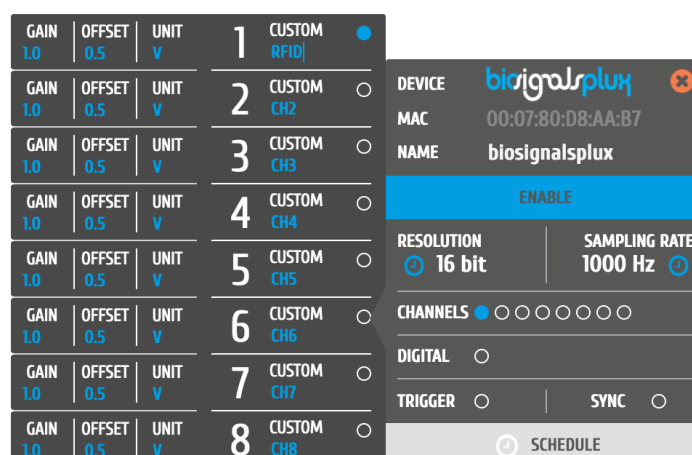 GAIN OFFSET UNIT 1 CUSTOM
1.0 0.5 V RFID
GAIN OFFSET UNIT 2 CUSTOM
1.0 0.5 V CH2
GAIN OFFSET UNIT 3 CUSTOM
1.0 0.5 V CH3
GAIN OFFSET UNIT 4 CUSTOM
1.0 0.5 V CH4
GAIN OFFSET UNIT 5 CUSTOM
1.0 0.5 V CH5
GAIN OFFSET UNIT 6 CUSTOM
1.0 0.5 V CH6
GAIN OFFSET UNIT 7 CUSTOM
1.0 0.5 V CH7
GAIN OFFSET UNIT 8 CUSTOM
1.0 0.5 V CH8
DEVICE biosignalsplux
MAC 00:07:80:D8:AA:B7
NAME biosignalsplux
ENABLE
RESOLUTION SAMPLING RATE
16 bit 1000 Hz
CHANNELS
DIGITAL
TRIGGER SYNC
SCHEDULE